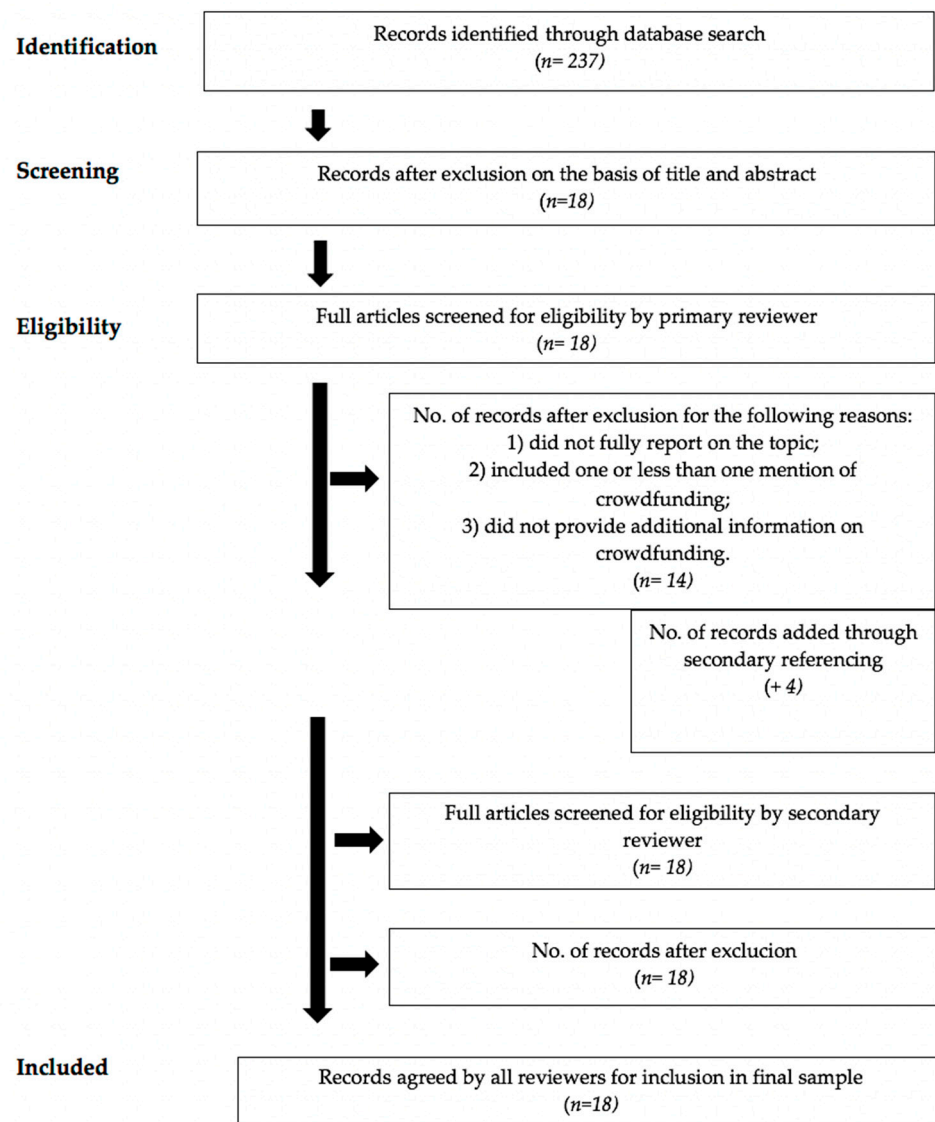 Identification
Records identified through database search
(n= 237)
Screening
Records after exclusion on the basis of title and abstract
(n=18)
Eligibility
Full articles screened for eligibility by primary reviewer
(n= 18)
No. of records after exclusion for the following reasons:
1) did not fully report on the topic;
2) included one or less than one mention of
crowdfunding;
3) did not provide additional information on
crowdfunding.
(n= 14)
No. of records added through
secondary referencing
(+ 4)
Full articles screened for eligibility by secondary
reviewer
(n= 18)
No. of records after exclucion
(n= 18)
Included
Records agreed by all reviewers for inclusion in final sample
(n=18)